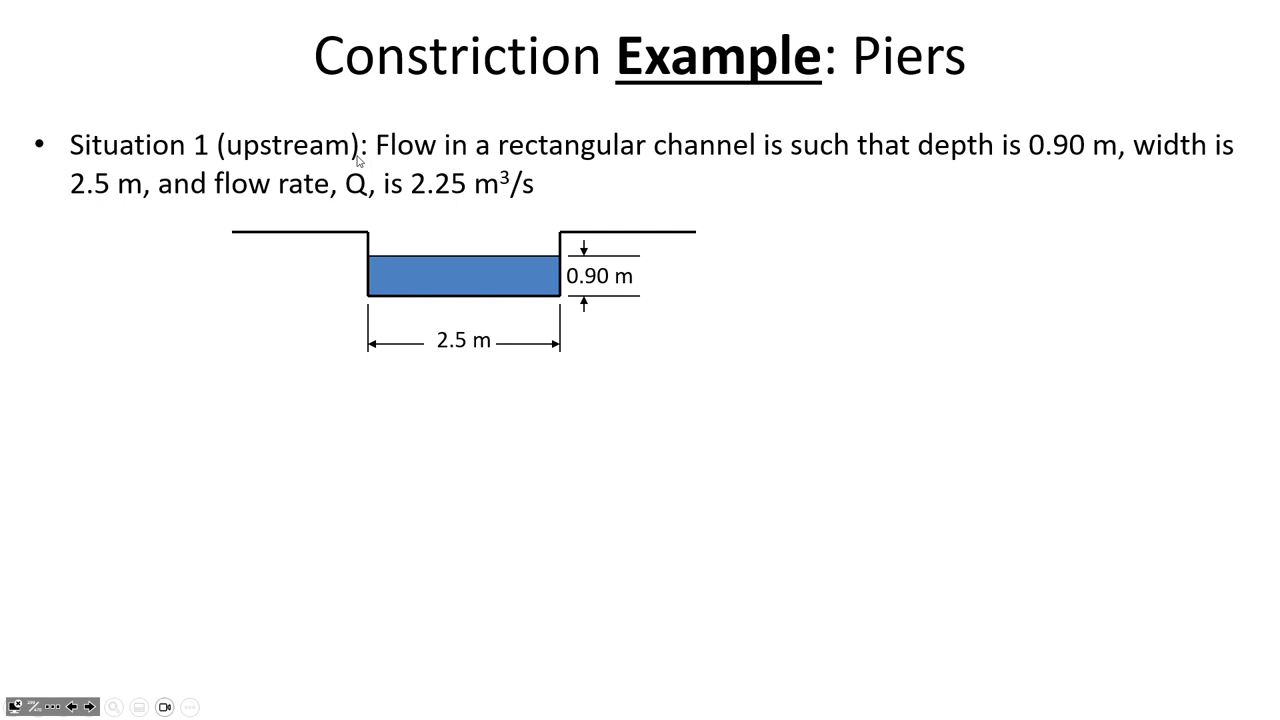 Constriction Example: Piers
• Situation 1 (upstream): Flow in a rectangular channel is such that depth is 0.90 m, width is
2.5 m, and flow rate, Q, is 2.25 m³/s
0.90 m
2.5 m